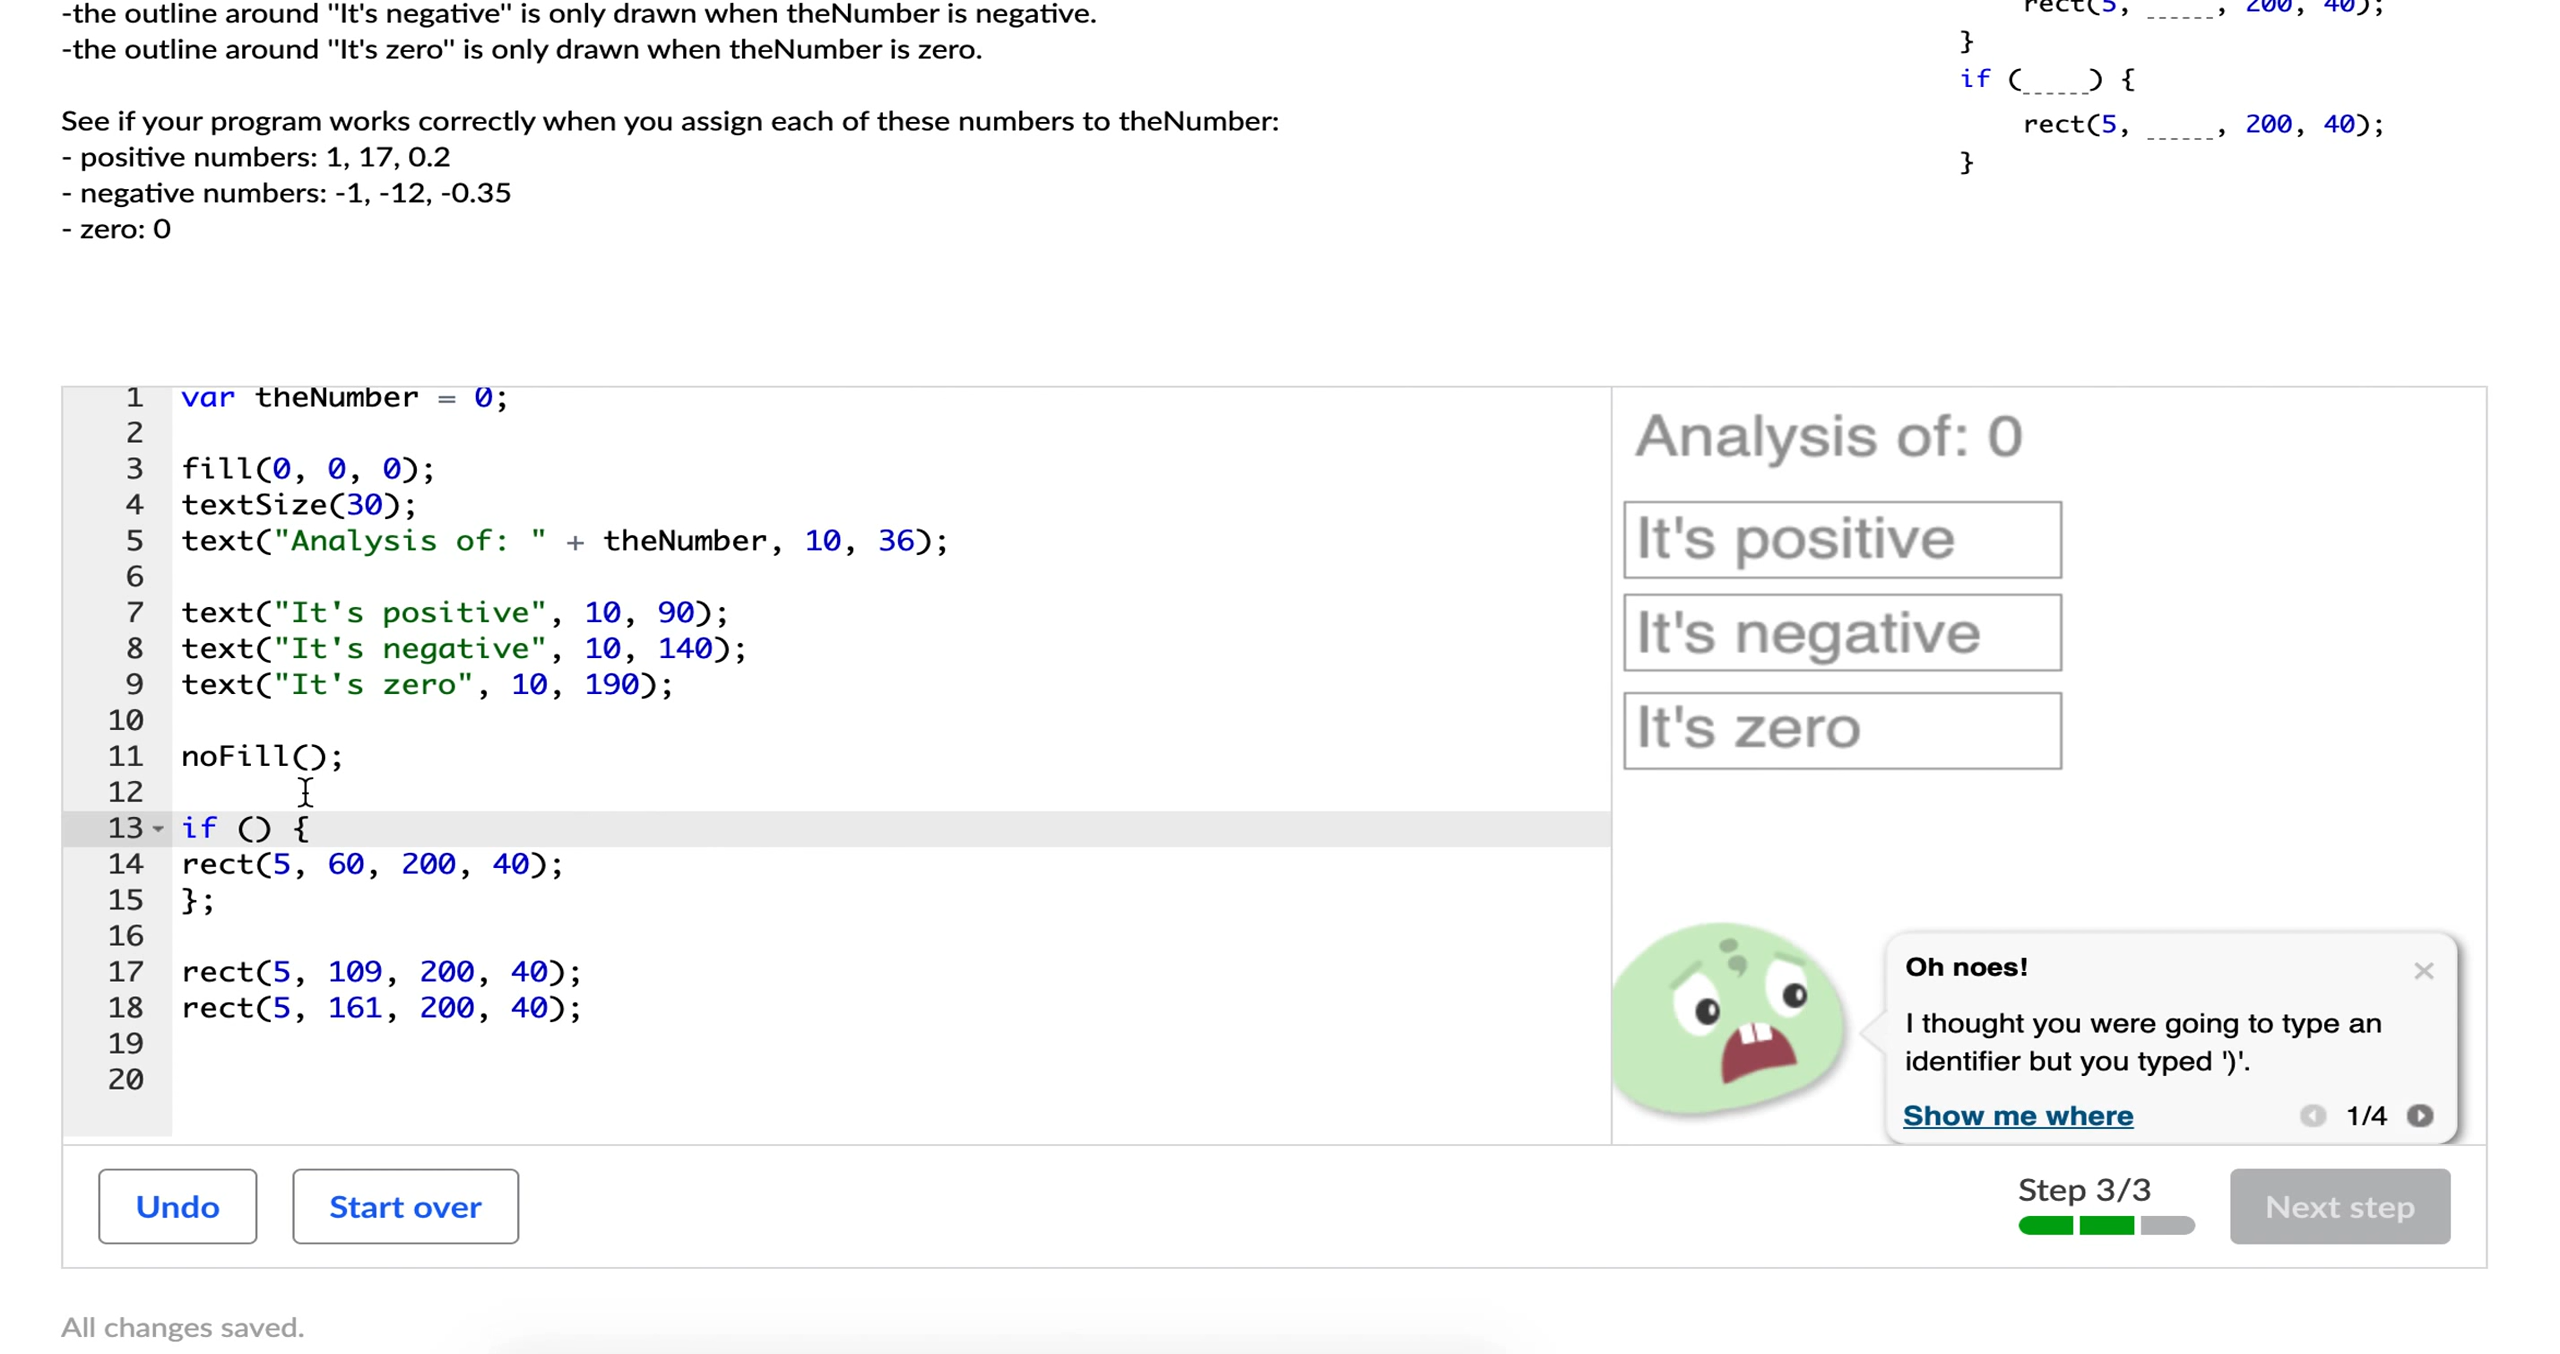 -the outline around "It's negative" is only drawn when theNumber is negative.
-the outline around "It's zero" is only drawn when theNumber is zero.
See if your program works correctly when you assign each of these numbers to theNumber:
- positive numbers: 1, 17, 0.2
- negative numbers: -1, -12, -0.35
- zero: 0
rect(5, ______, 200, 40);
}
if (______) {
rect(5, ______, 200, 40);
}
1 var theNumber = 0;
2
3 fill(0, 0, 0);
4 textSize(30);
5 text("Analysis of: " + theNumber, 10, 36);
6
7 text("It's positive", 10, 90);
8 text("It's negative", 10, 140);
9 text("It's zero", 10, 190);
10
11 noFill();
12
13 if () {
14 rect(5, 60, 200, 40);
15 };
16
17 rect(5, 109, 200, 40);
18 rect(5, 161, 200, 40);
19
20
Analysis of: 0
It's positive
It's negative
It's zero
Oh noes!
I thought you were going to type an
identifier but you typed ')'.
Show me where
1/4
Undo
Start over
Step 3/3
Next step
All changes saved.